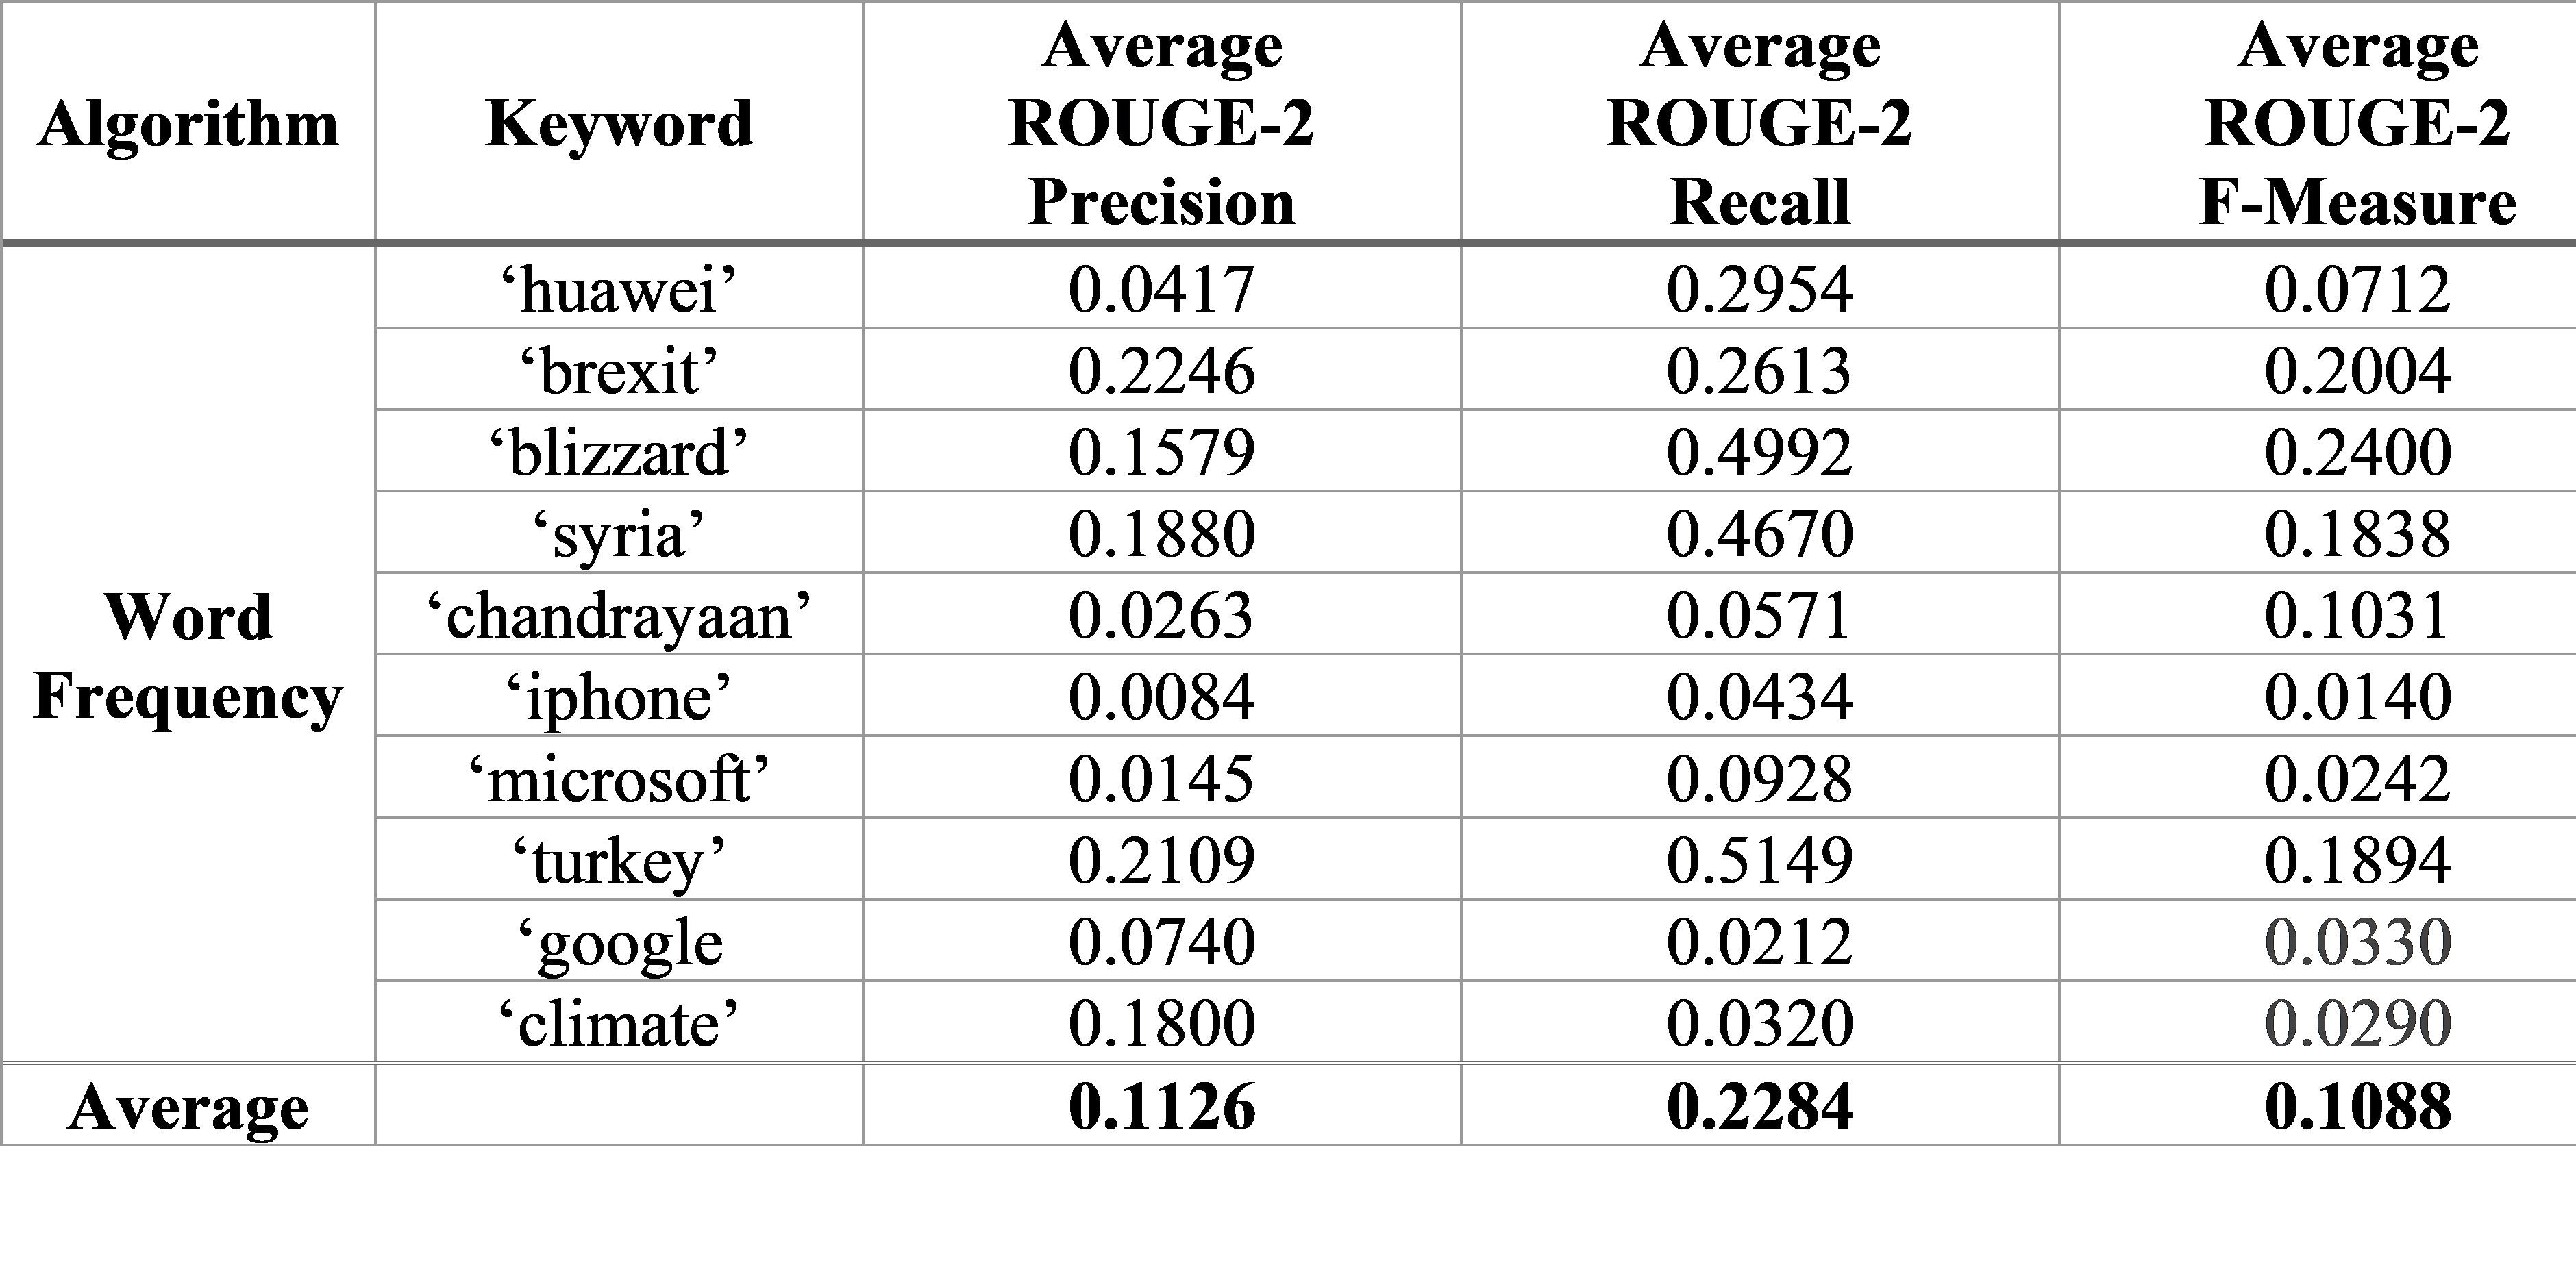 Algorithm Keyword Average ROUGE-2 Precision Average ROUGE-2 Recall Average ROUGE-2 F-Measure
Word Frequency
‘huawei’ 0.0417 0.2954 0.0712
‘brexit’ 0.2246 0.2613 0.2004
‘blizzard’ 0.1579 0.4992 0.2400
‘syria’ 0.1880 0.4670 0.1838
‘chandrayaan’ 0.0263 0.0571 0.1031
‘iphone’ 0.0084 0.0434 0.0140
‘microsoft’ 0.0145 0.0928 0.0242
‘turkey’ 0.2109 0.5149 0.1894
‘google 0.0740 0.0212 0.0330
‘climate’ 0.1800 0.0320 0.0290
Average 0.1126 0.2284 0.1088